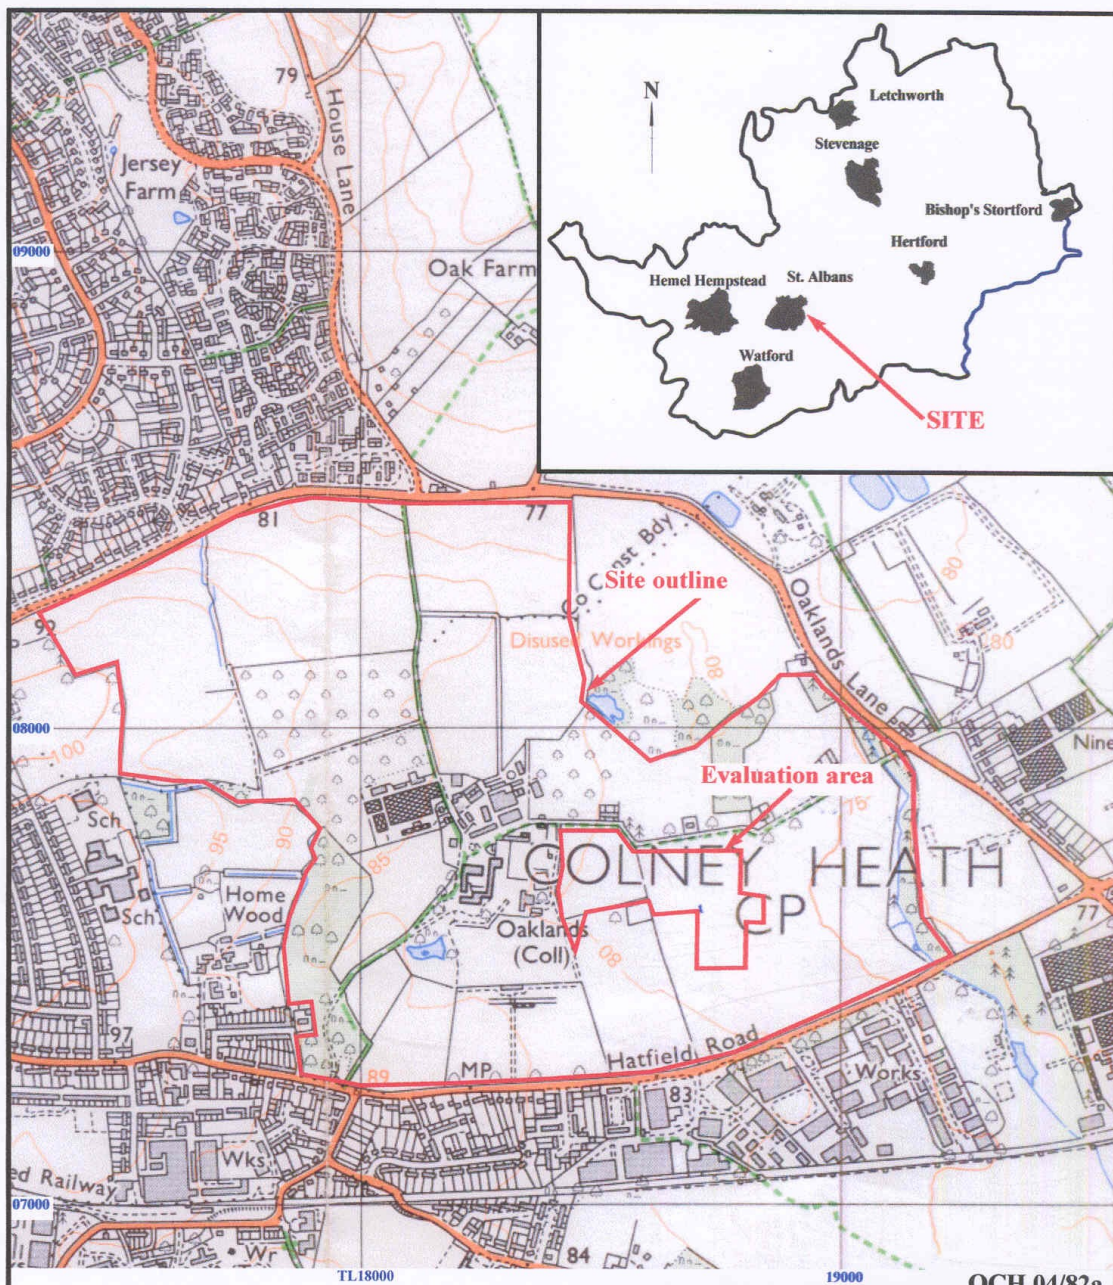 N
Letchworth
Stevenage
Bishop's Stortford
Hertford
Hemel Hempstead
St. Albans
Watford
SITE
79
House Lane
Jersey
Farm
09000
Oak Farm
81
77
Site outline
Co Const Bdy
Disused Workings
80
80
80
Oaklands Lane
99
08000
100
Nine
Evaluation area
75
Sch
95
90
85
COLNEY HEATH
CP
Sch
Home
Wood
Oaklands
(Coll)
80
77
97
Hatfield Road
MP
89
Works
83
Wks
ed Railway
07000
Wr
84
TL18000
19000
OCH 04/82a